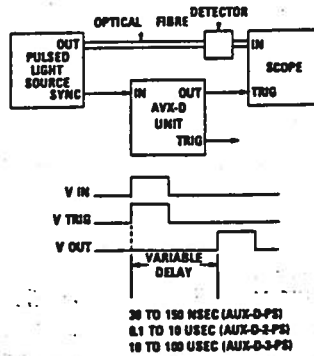 OPTICAL FIBRE DETECTOR
OUT
PULSED
LIGHT
SOURCE
SYNC
IN
SCOPE
TRIG
IN OUT
AVX-D
UNIT
TRIG
V IN
V TRIG
V OUT
VARIABLE
DELAY
30 TO 150 NSEC (AUX-D-PS)
0.1 TO 10 USEC (AUX-D-2-PS)
10 TO 100 USEC (AUX-D-3-PS)